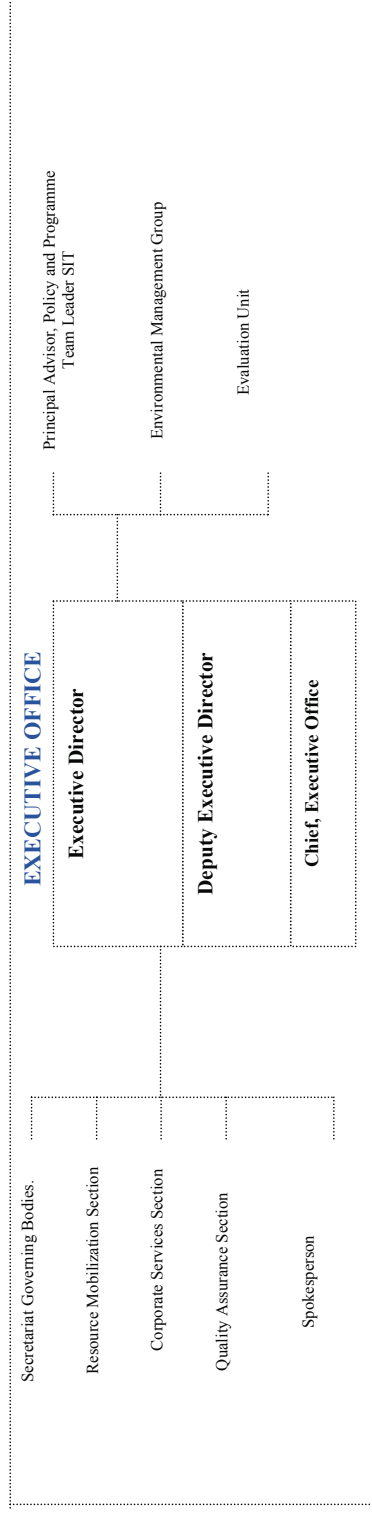 EXECUTIVE OFFICE
Secretariat Governing Bodies.
Resource Mobilization Section
Corporate Services Section
Quality Assurance Section
Spokesperson
Executive Director
Deputy Executive Director
Chief, Executive Office
Principal Advisor, Policy and Programme
Team Leader SIT
Environmental Management Group
Evaluation Unit